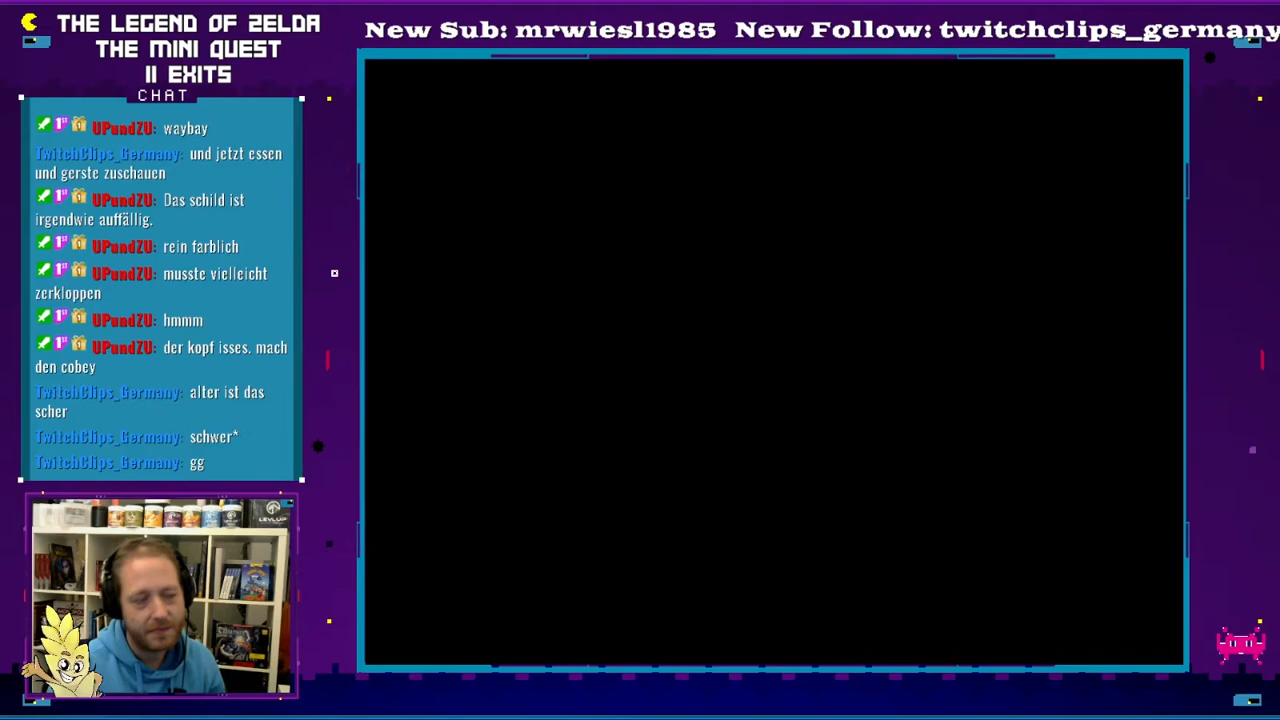 THE LEGEND OF ZELDA
THE MINI QUEST
11 EXITS
New Sub: mrwiesl1985 New Follow: twitchclips_germany
CHAT
UPundZU: waybay
TwitchClips_Germany: und jetzt essen
und gerste zuschauen
UPundZU: Das schild ist
irgendwie auffällig.
UPundZU: rein farblich
UPundZU: musste vielleicht
zerkloppen
UPundZU: hmmm
UPundZU: der kopf isses. mach
den cobey
TwitchClips_Germany: alter ist das
scher
TwitchClips_Germany: schwer*
TwitchClips_Germany: gg
LEVLUP